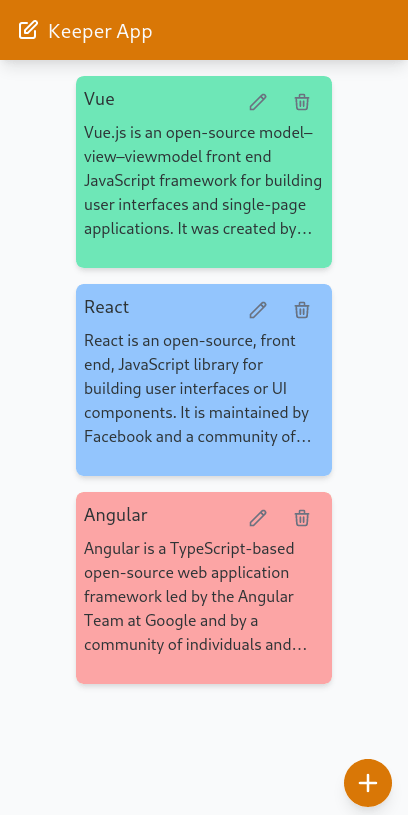 Keeper App
Vue
Vue.js is an open-source model–
view–viewmodel front end
JavaScript framework for building
user interfaces and single-page
applications. It was created by…
React
React is an open-source, front
end, JavaScript library for
building user interfaces or UI
components. It is maintained by
Facebook and a community of…
Angular
Angular is a TypeScript-based
open-source web application
framework led by the Angular
Team at Google and by a
community of individuals and…